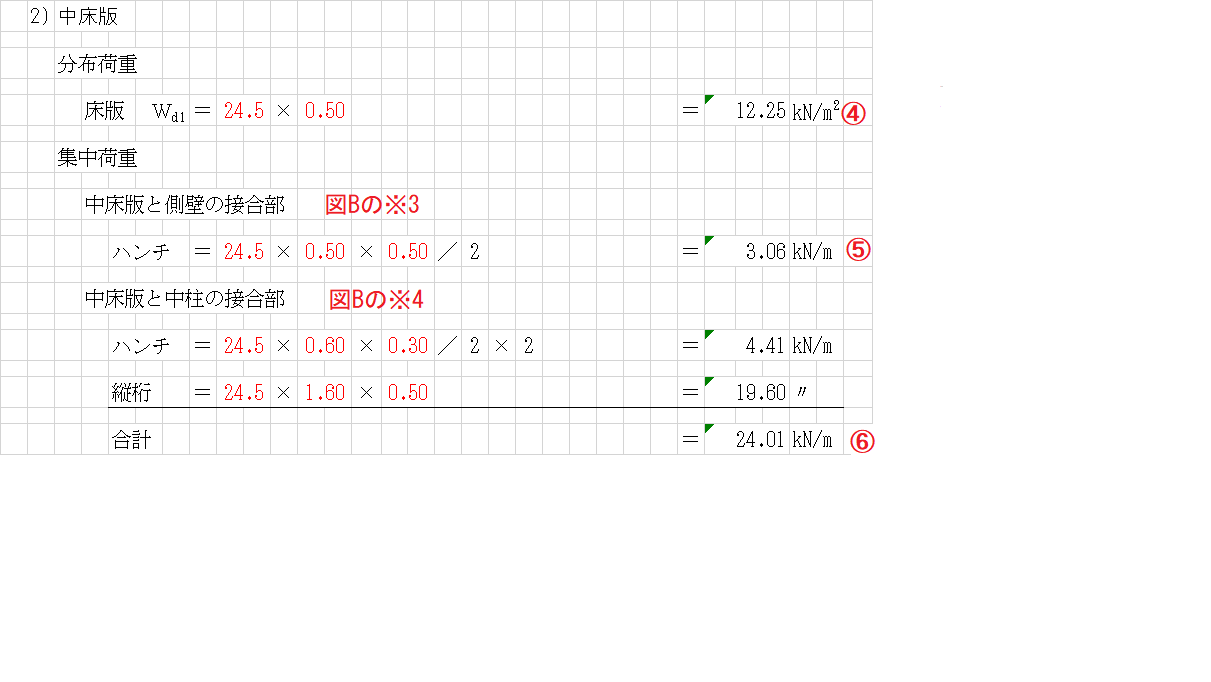 2) 中床版
分布荷重
床版 Wd1 = 24.5 × 0.50 = 12.25 kN/m² ④
集中荷重
中床版と側壁の接合部 図Bの※3
ハンチ = 24.5 × 0.50 × 0.50 ／ 2 = 3.06 kN/m ⑤
中床版と中柱の接合部 図Bの※4
ハンチ = 24.5 × 0.60 × 0.30 ／ 2 × 2 = 4.41 kN/m
縦桁 = 24.5 × 1.60 × 0.50 = 19.60 〃
合計 = 24.01 kN/m ⑥